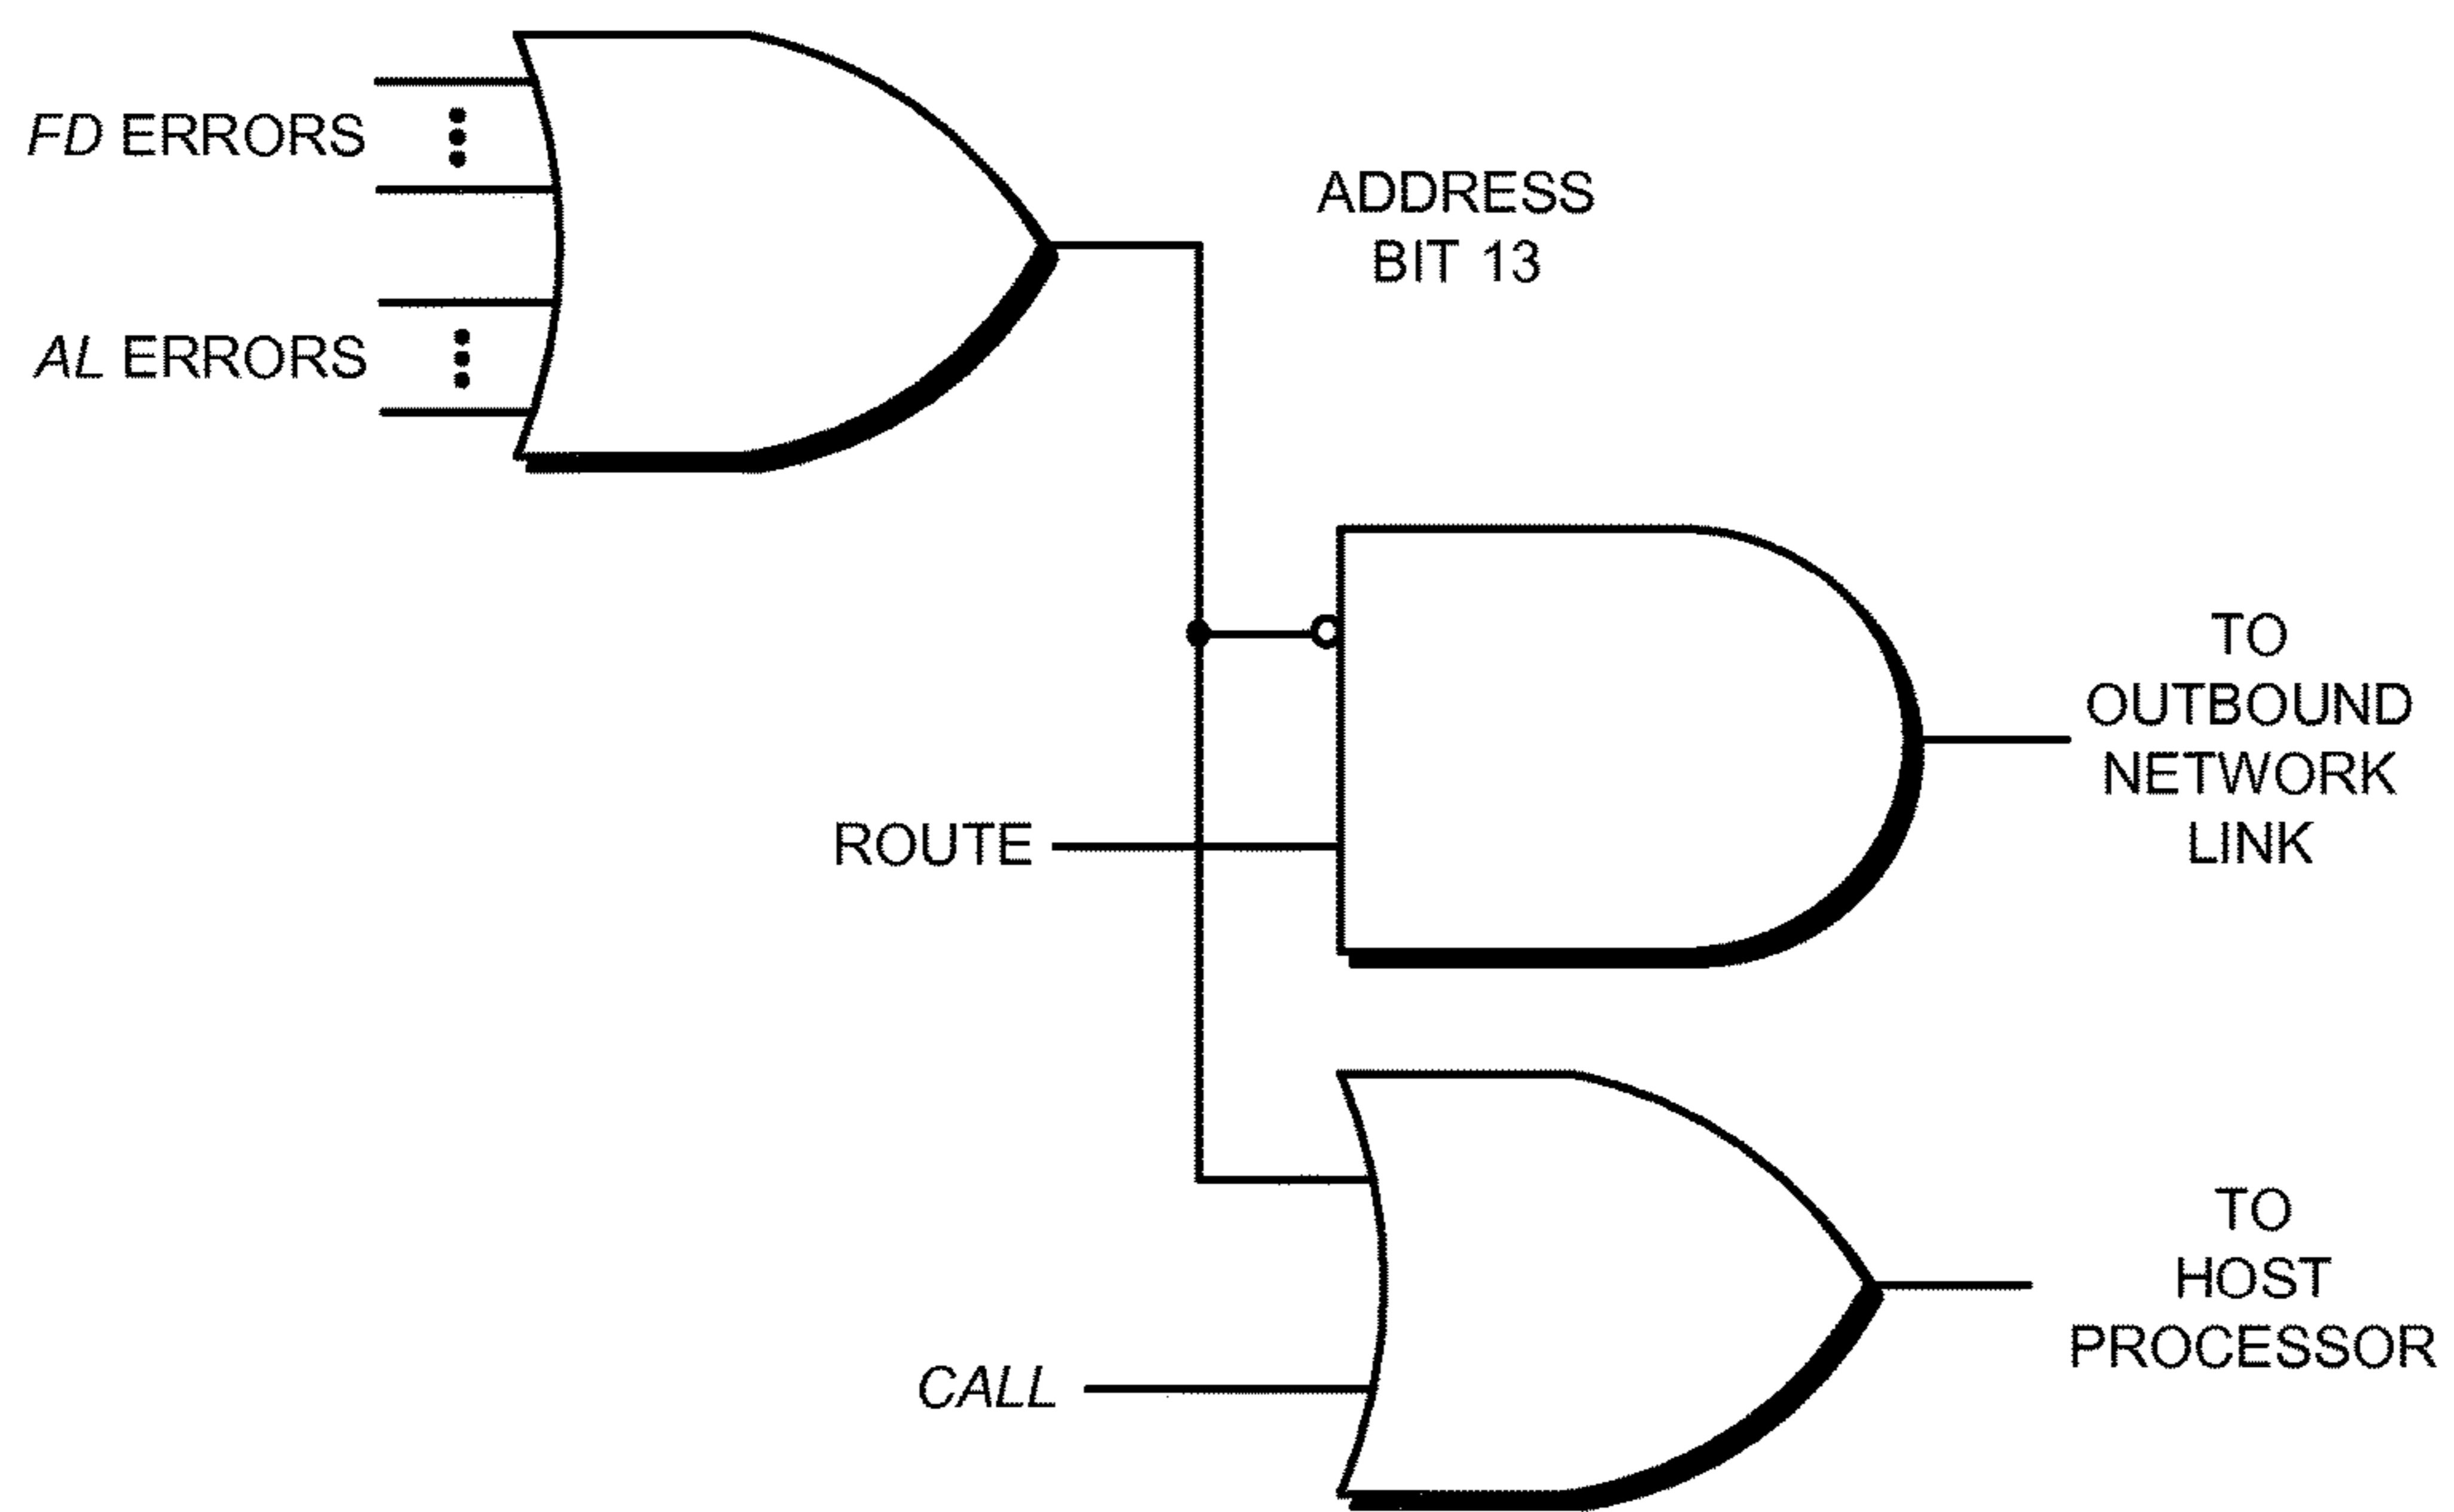 FD ERRORS
AL ERRORS
ADDRESS
BIT 13
ROUTE
TO
OUTBOUND
NETWORK
LINK
CALL
TO
HOST
PROCESSOR